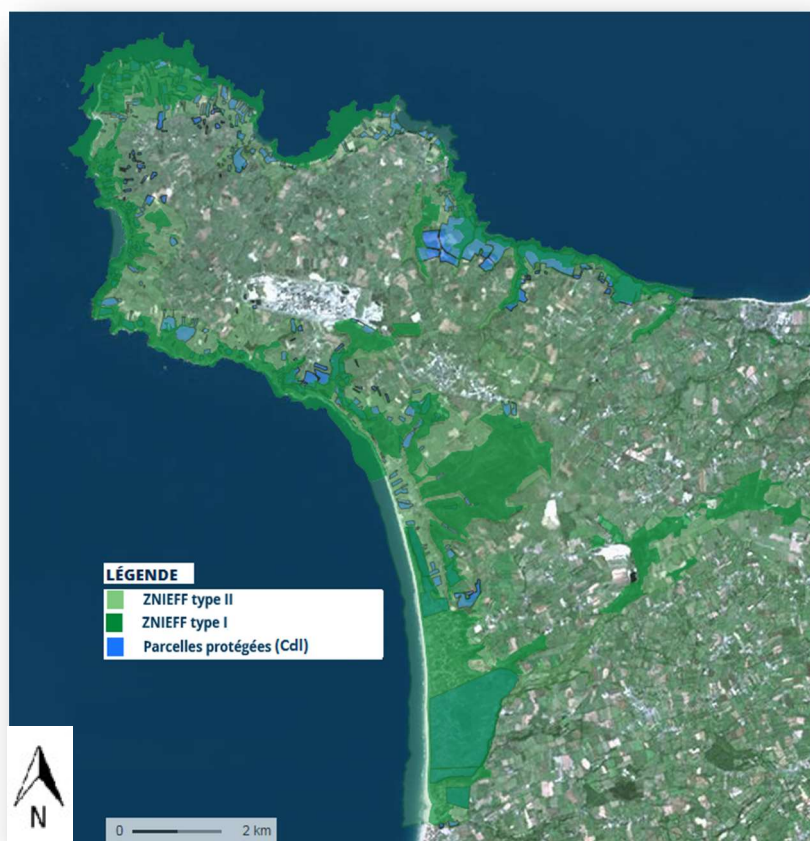 LÉGENDE
ZNIEFF type II
ZNIEFF type I
Parcelles protégées (Cdl)
N
0 2 km